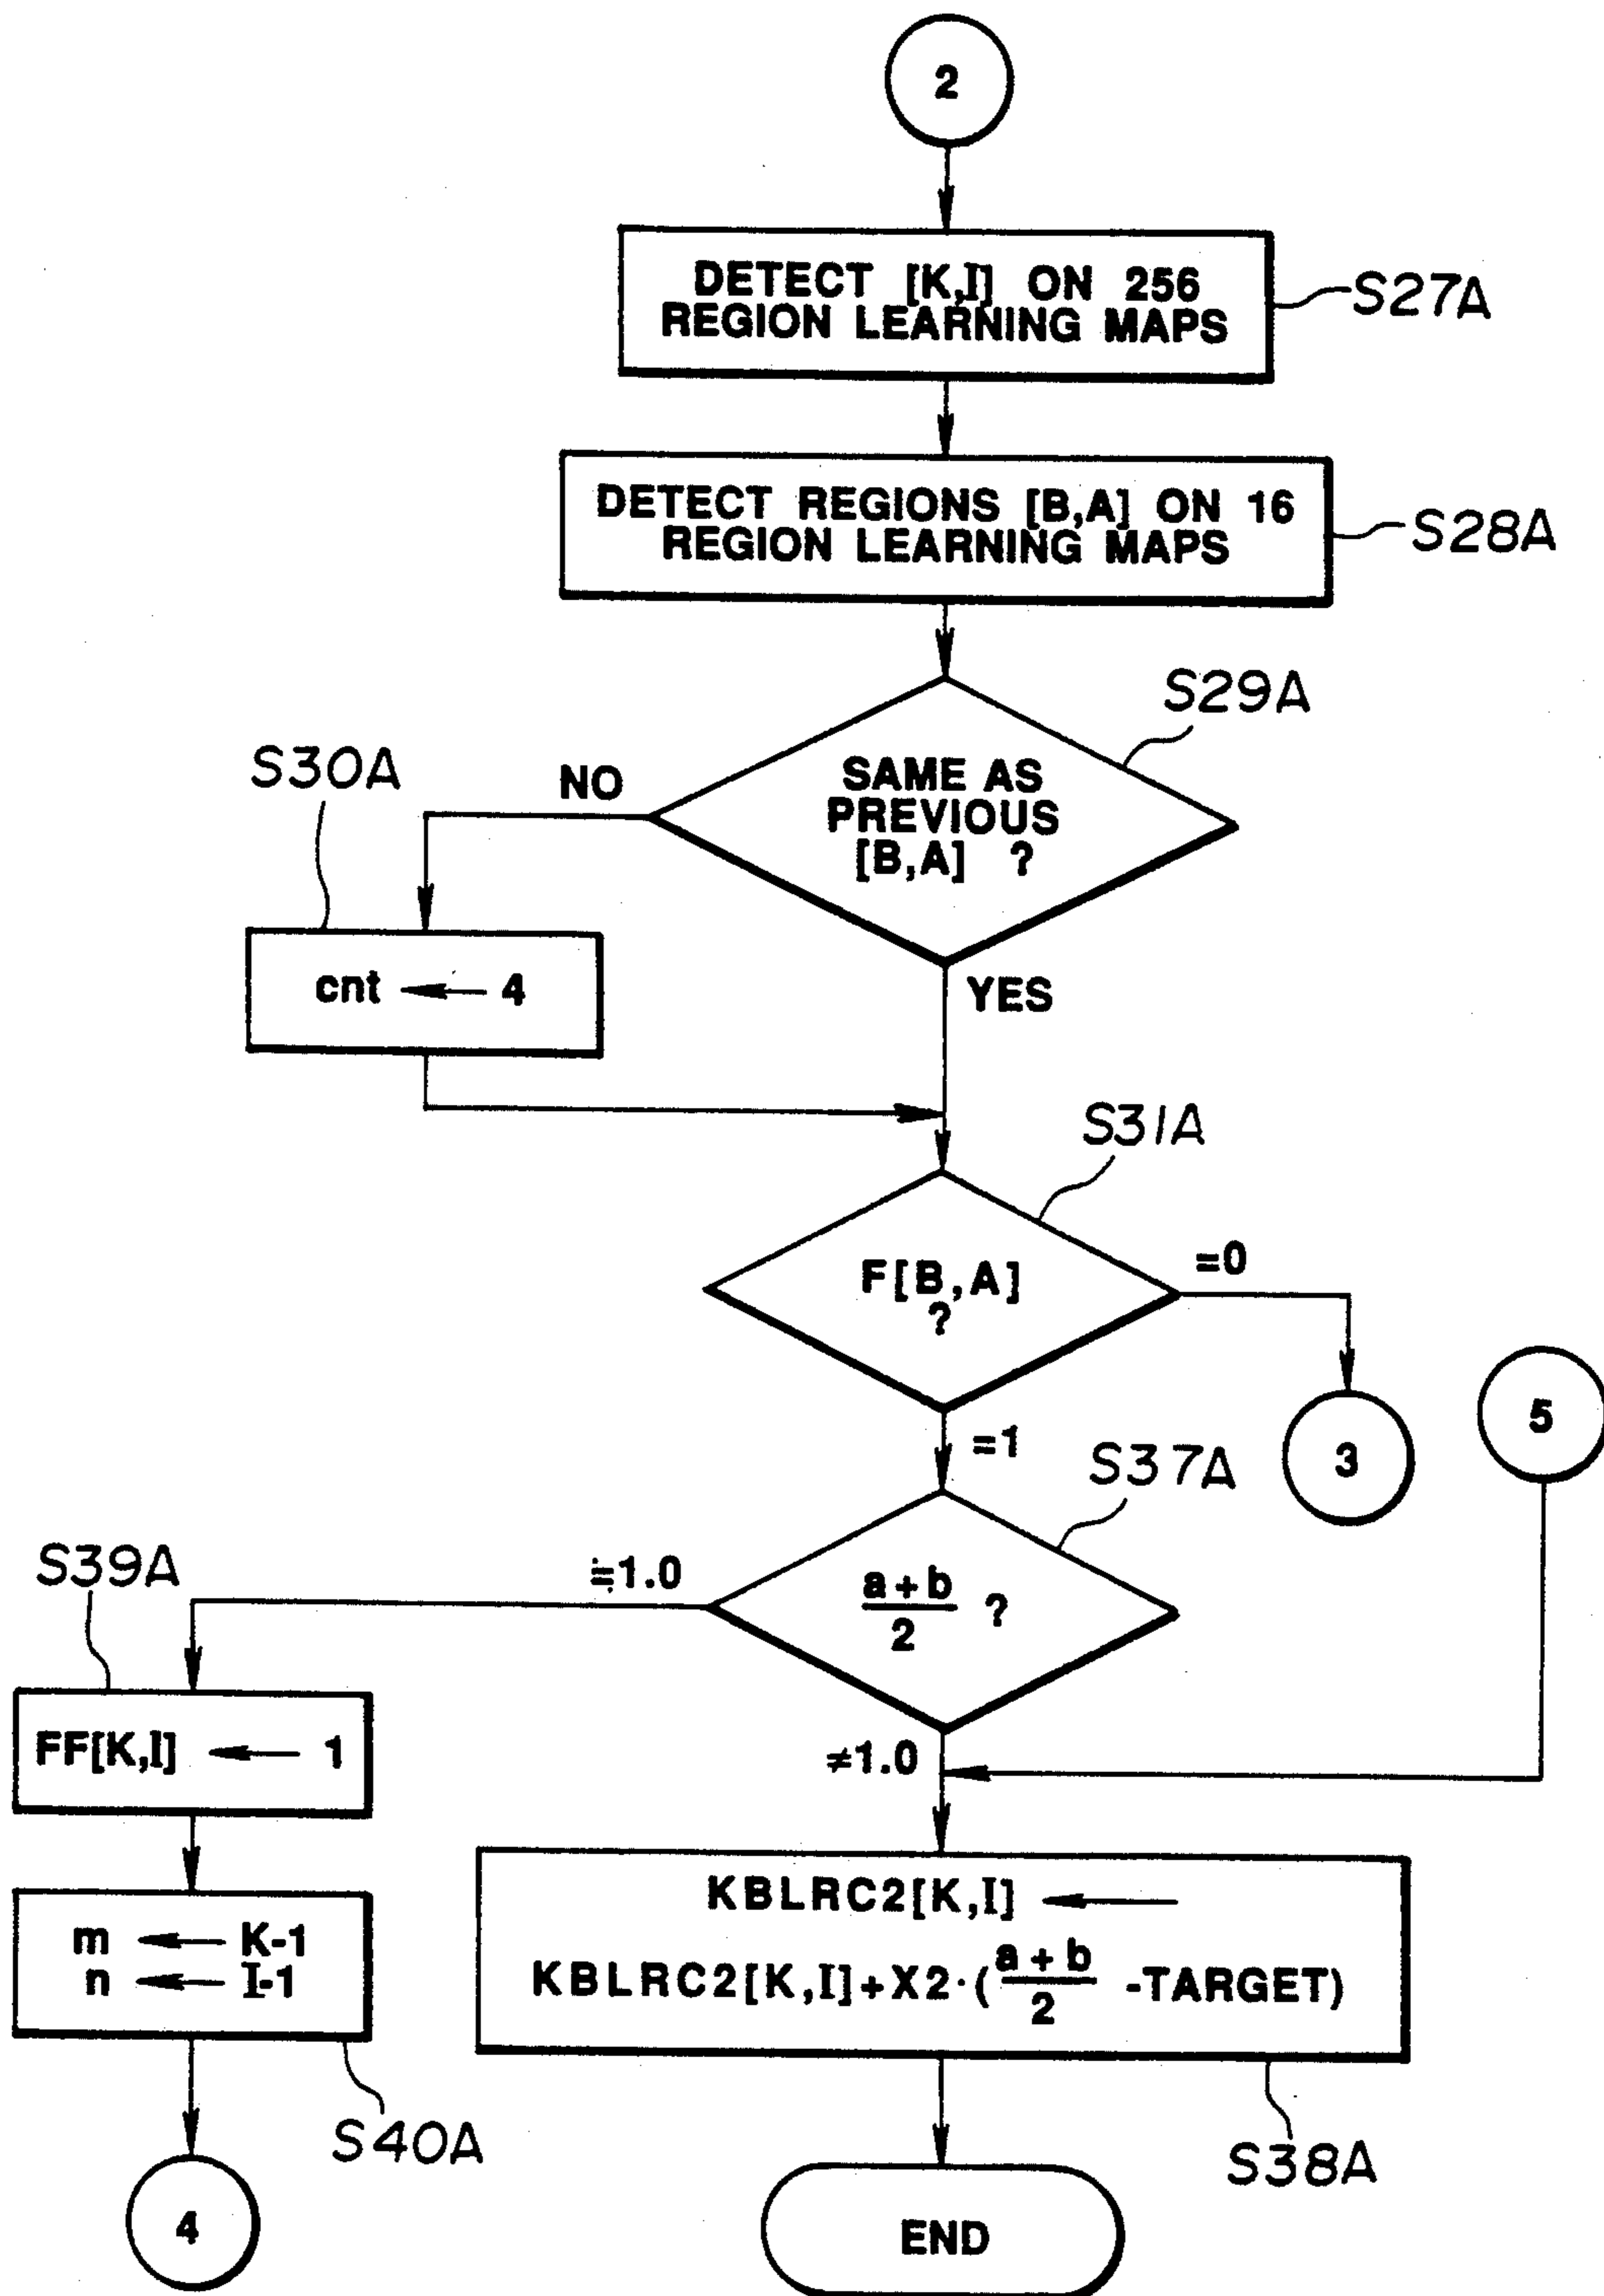 2
DETECT [K,I] ON 256
REGION LEARNING MAPS
S27A
DETECT REGIONS [B,A] ON 16
REGION LEARNING MAPS
S28A
S29A
SAME AS
PREVIOUS
[B,A] ?
NO
S30A
cnt ← 4
YES
S31A
F[B,A]
?
=0
3
5
=1
S37A
a+b
2
?
≒1.0
S39A
FF[K,I] ← 1
≠1.0
m ← K-1
n ← I-1
S40A
4
KBLRC2[K,I] ←
KBLRC2[K,I]+X2·(a+b/2 -TARGET)
S38A
END